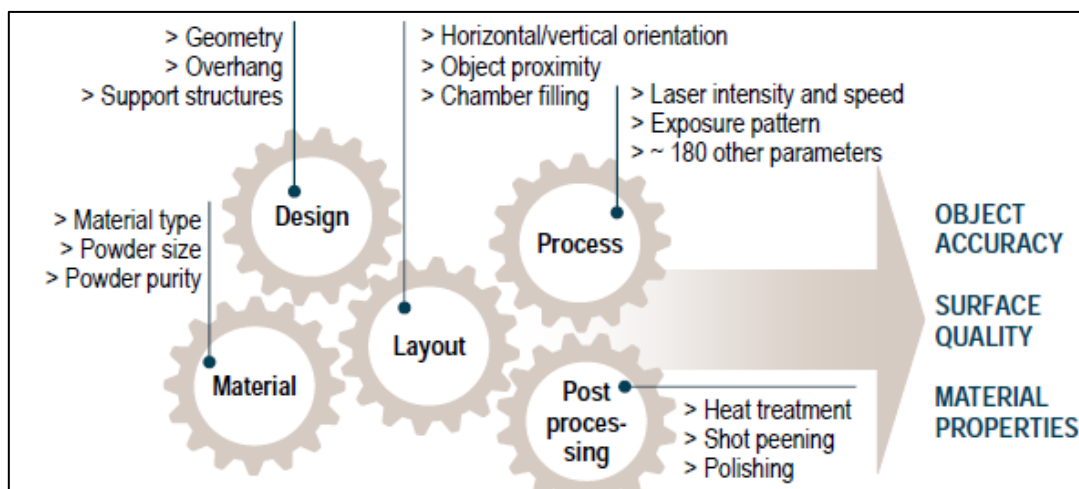 > Geometry
> Overhang
> Support structures
> Horizontal/vertical orientation
> Object proximity
> Chamber filling
> Laser intensity and speed
> Exposure pattern
> ~ 180 other parameters
> Material type
> Powder size
> Powder purity
Design
Process
Layout
Material
Post
proces-
sing
> Heat treatment
> Shot peening
> Polishing
OBJECT
ACCURACY
SURFACE
QUALITY
MATERIAL
PROPERTIES